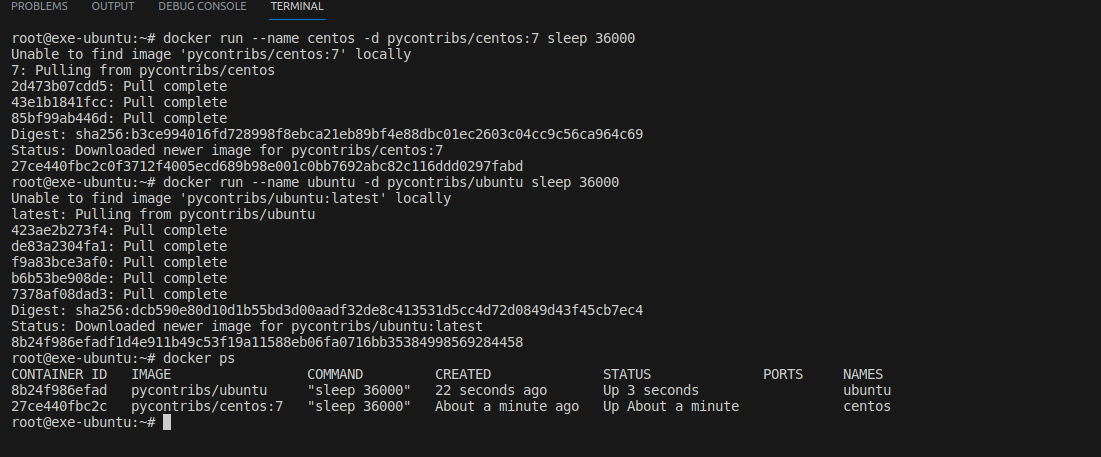 PROBLEMS OUTPUT DEBUG CONSOLE TERMINAL
root@exe-ubuntu:~# docker run --name centos -d pycontribs/centos:7 sleep 36000
Unable to find image 'pycontribs/centos:7' locally
7: Pulling from pycontribs/centos
2d473b07cdd5: Pull complete
43e1b1841fcc: Pull complete
85bf99ab446d: Pull complete
Digest: sha256:b3ce994016fd728998f8ebca21eb89bf4e88dbc01ec2603c04cc9c56ca964c69
Status: Downloaded newer image for pycontribs/centos:7
27ce440fbc2c0f3712f4005ecd689b98e001c0bb7692abc82c116ddd0297fabd
root@exe-ubuntu:~# docker run --name ubuntu -d pycontribs/ubuntu sleep 36000
Unable to find image 'pycontribs/ubuntu:latest' locally
latest: Pulling from pycontribs/ubuntu
423ae2b273f4: Pull complete
de83a2304fa1: Pull complete
f9a83bce3af0: Pull complete
b6b53be908de: Pull complete
7378af08dad3: Pull complete
Digest: sha256:dcb590e80d10d1b55bd3d00aadf32de8c413531d5cc4d72d0849d43f45cb7ec4
Status: Downloaded newer image for pycontribs/ubuntu:latest
8b24f986efadf1d4e911b49c53f19a11588eb06fa0716bb35384998569284458
root@exe-ubuntu:~# docker ps
CONTAINER ID IMAGE COMMAND CREATED STATUS PORTS NAMES
8b24f986efad pycontribs/ubuntu "sleep 36000" 22 seconds ago Up 3 seconds ubuntu
27ce440fbc2c pycontribs/centos:7 "sleep 36000" About a minute ago Up About a minute centos
root@exe-ubuntu:~#